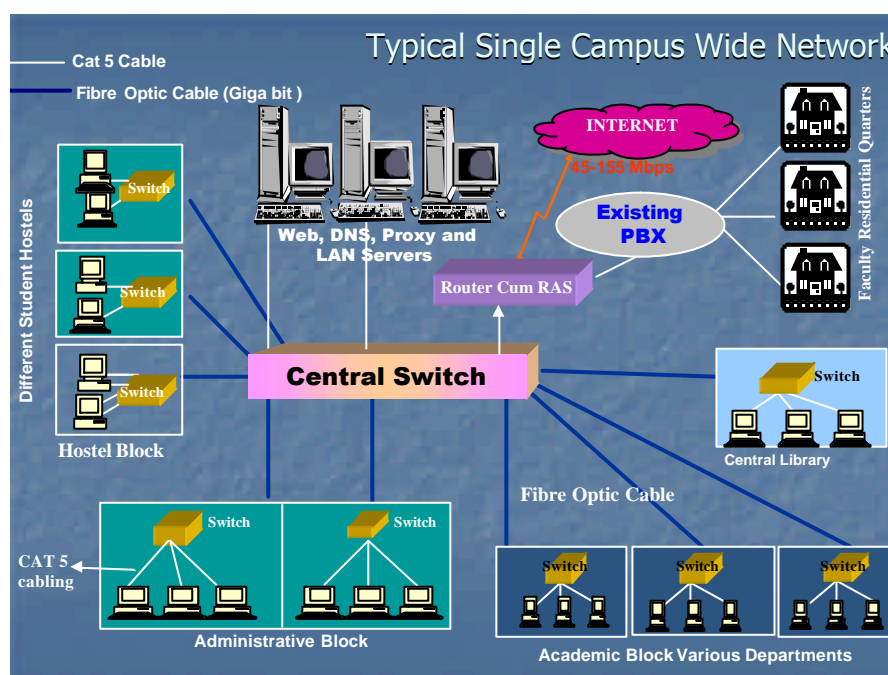 Typical Single Campus Wide Network
Cat 5 Cable
Fibre Optic Cable (Giga bit )
INTERNET
45-155 Mbps
Existing
PBX
Faculty Residential Quarters
Different Student Hostels
Switch
Switch
Switch
Hostel Block
Web, DNS, Proxy and
LAN Servers
Router Cum RAS
Central Switch
Switch
Central Library
Fibre Optic Cable
Switch
Switch
CAT 5
cabling
Administrative Block
Switch
Switch
Switch
Academic Block Various Departments